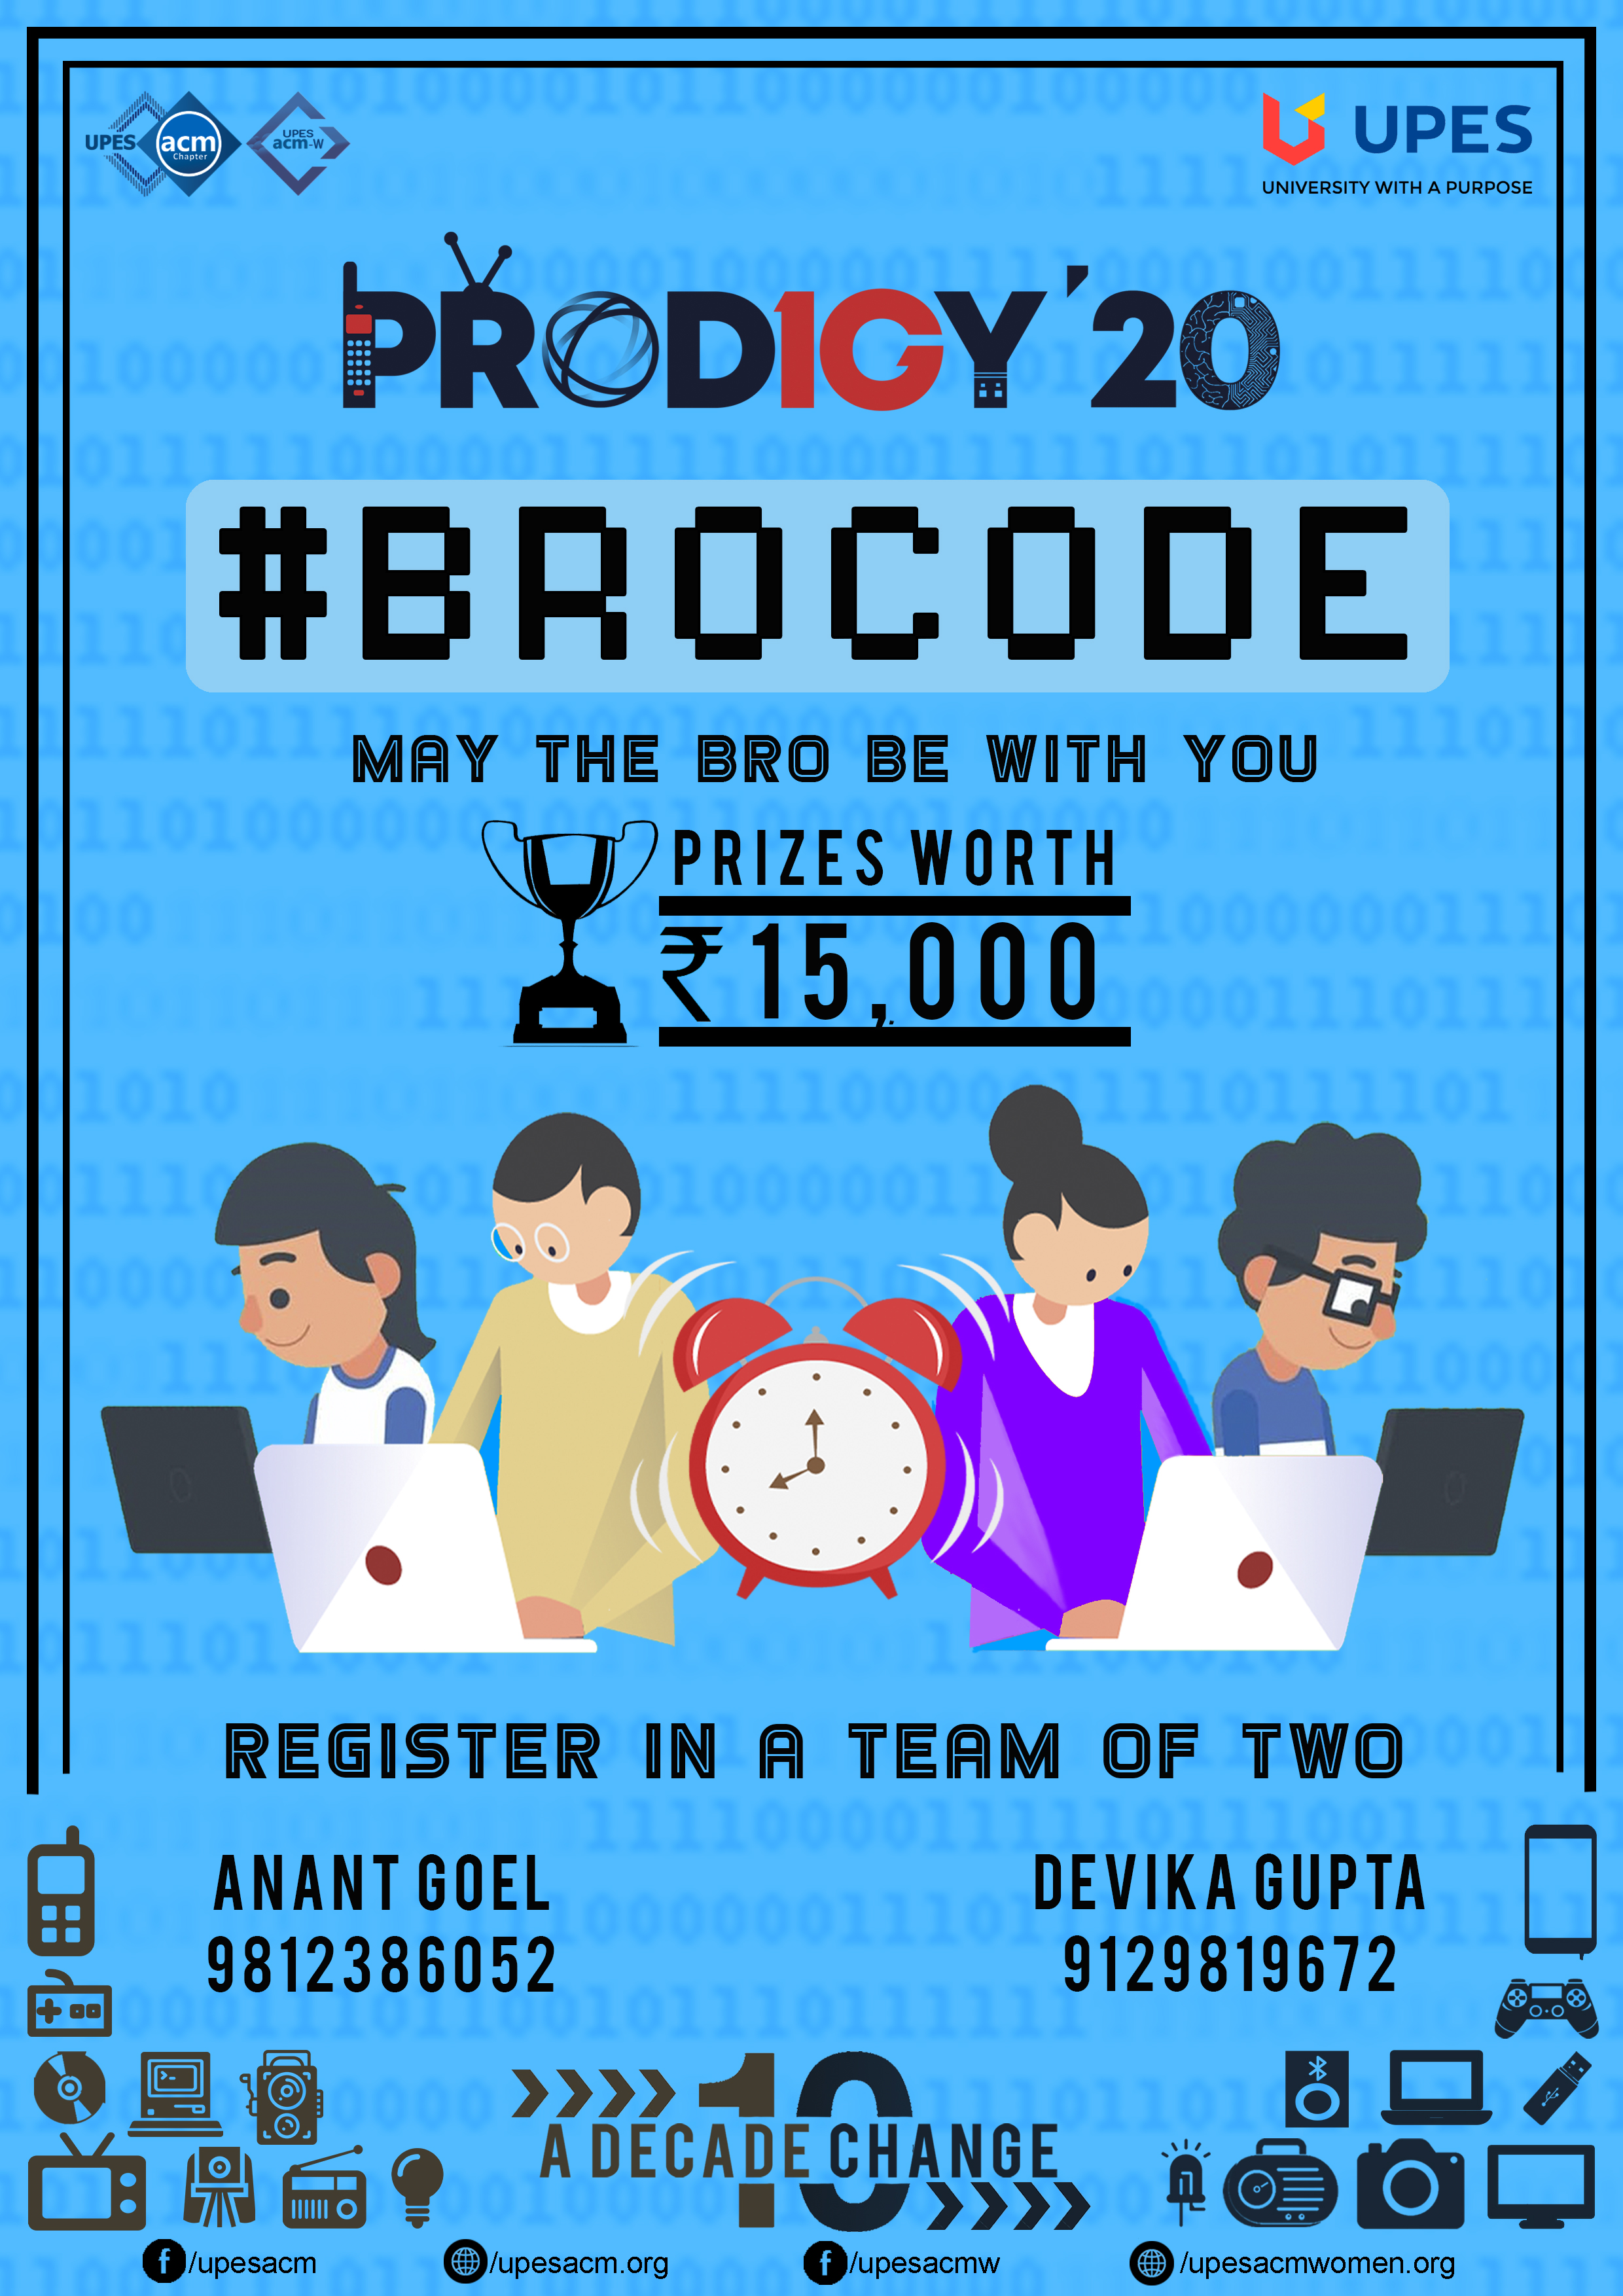 UPES acm Chapter
UPES acm-W
UPES
UNIVERSITY WITH A PURPOSE
PROD1GY '20
#BROCODE
MAY THE BRO BE WITH YOU
PRIZES WORTH
₹ 15,000
REGISTER IN A TEAM OF TWO
ANANT GOEL
9812386052
DEVIKA GUPTA
9129819672
10
A DECADE CHANGE
/upesacm
/upesacm.org
/upesacmw
/upesacmwomen.org